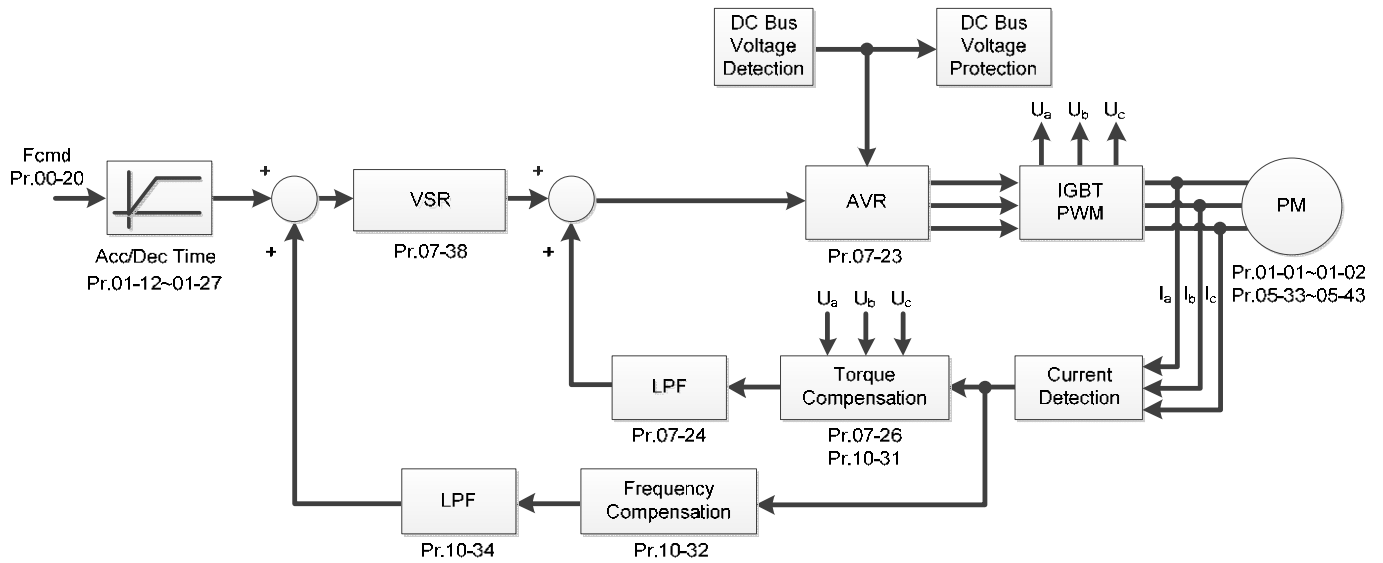 DC Bus
Voltage
Detection
DC Bus
Voltage
Protection
Ua Ub Uc
Fcmd
Pr.00-20
+
+
VSR
Pr.07-38
+
+
AVR
Pr.07-23
IGBT
PWM
PM
Pr.01-01~01-02
Pr.05-33~05-43
Acc/Dec Time
Pr.01-12~01-27
Ia Ib Ic
Ua Ub Uc
LPF
Pr.07-24
Torque
Compensation
Pr.07-26
Pr.10-31
Current
Detection
LPF
Pr.10-34
Frequency
Compensation
Pr.10-32